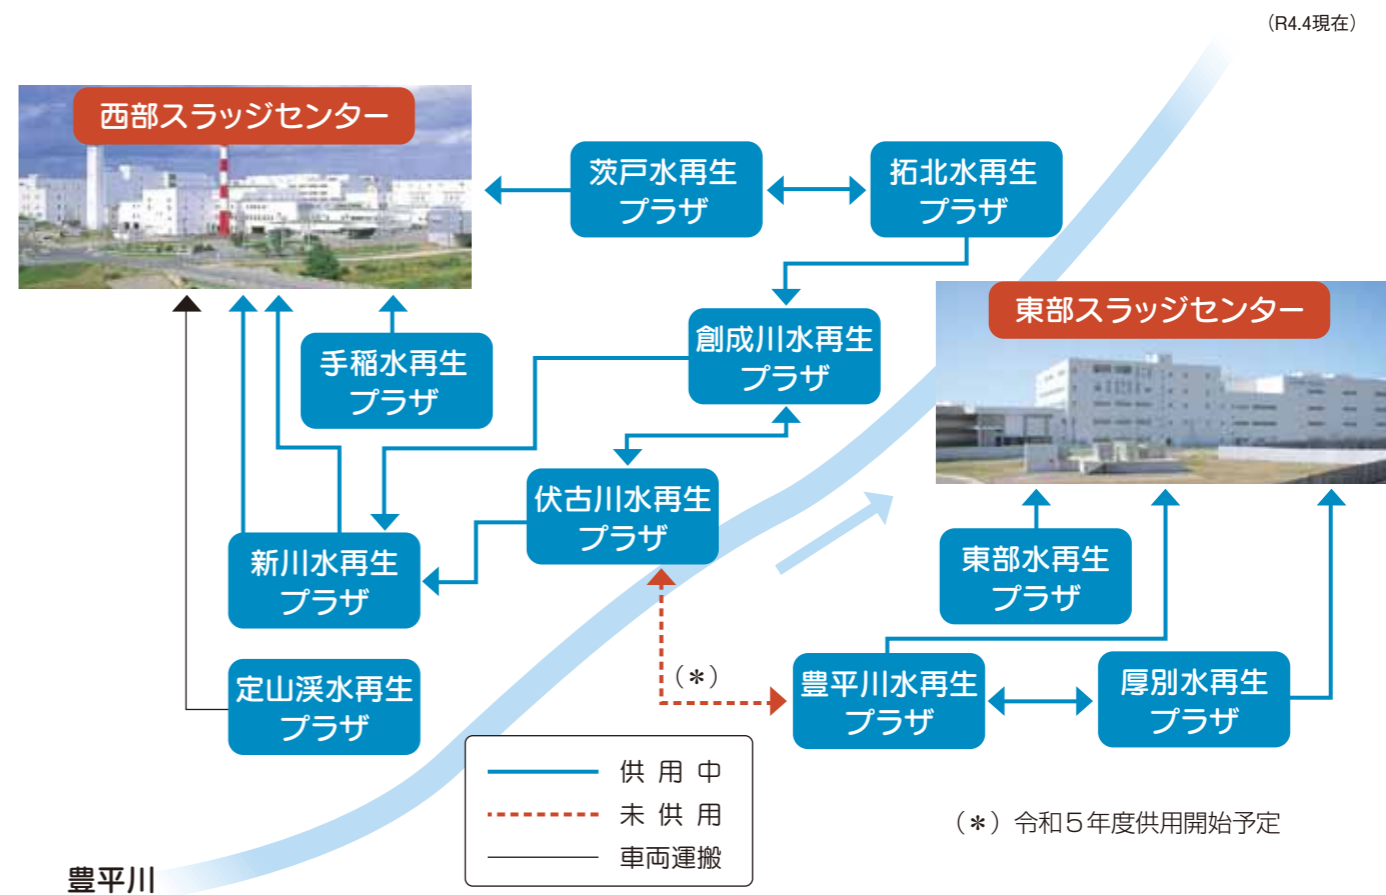 （R4.4現在）
西部スラッジセンター
茨戸水再生
プラザ
拓北水再生
プラザ
東部スラッジセンター
創成川水再生
プラザ
手稲水再生
プラザ
伏古川水再生
プラザ
新川水再生
プラザ
東部水再生
プラザ
定山渓水再生
プラザ
（＊）
豊平川水再生
プラザ
厚別水再生
プラザ
供用中
未供用
車両運搬
（＊）令和５年度供用開始予定
豊平川